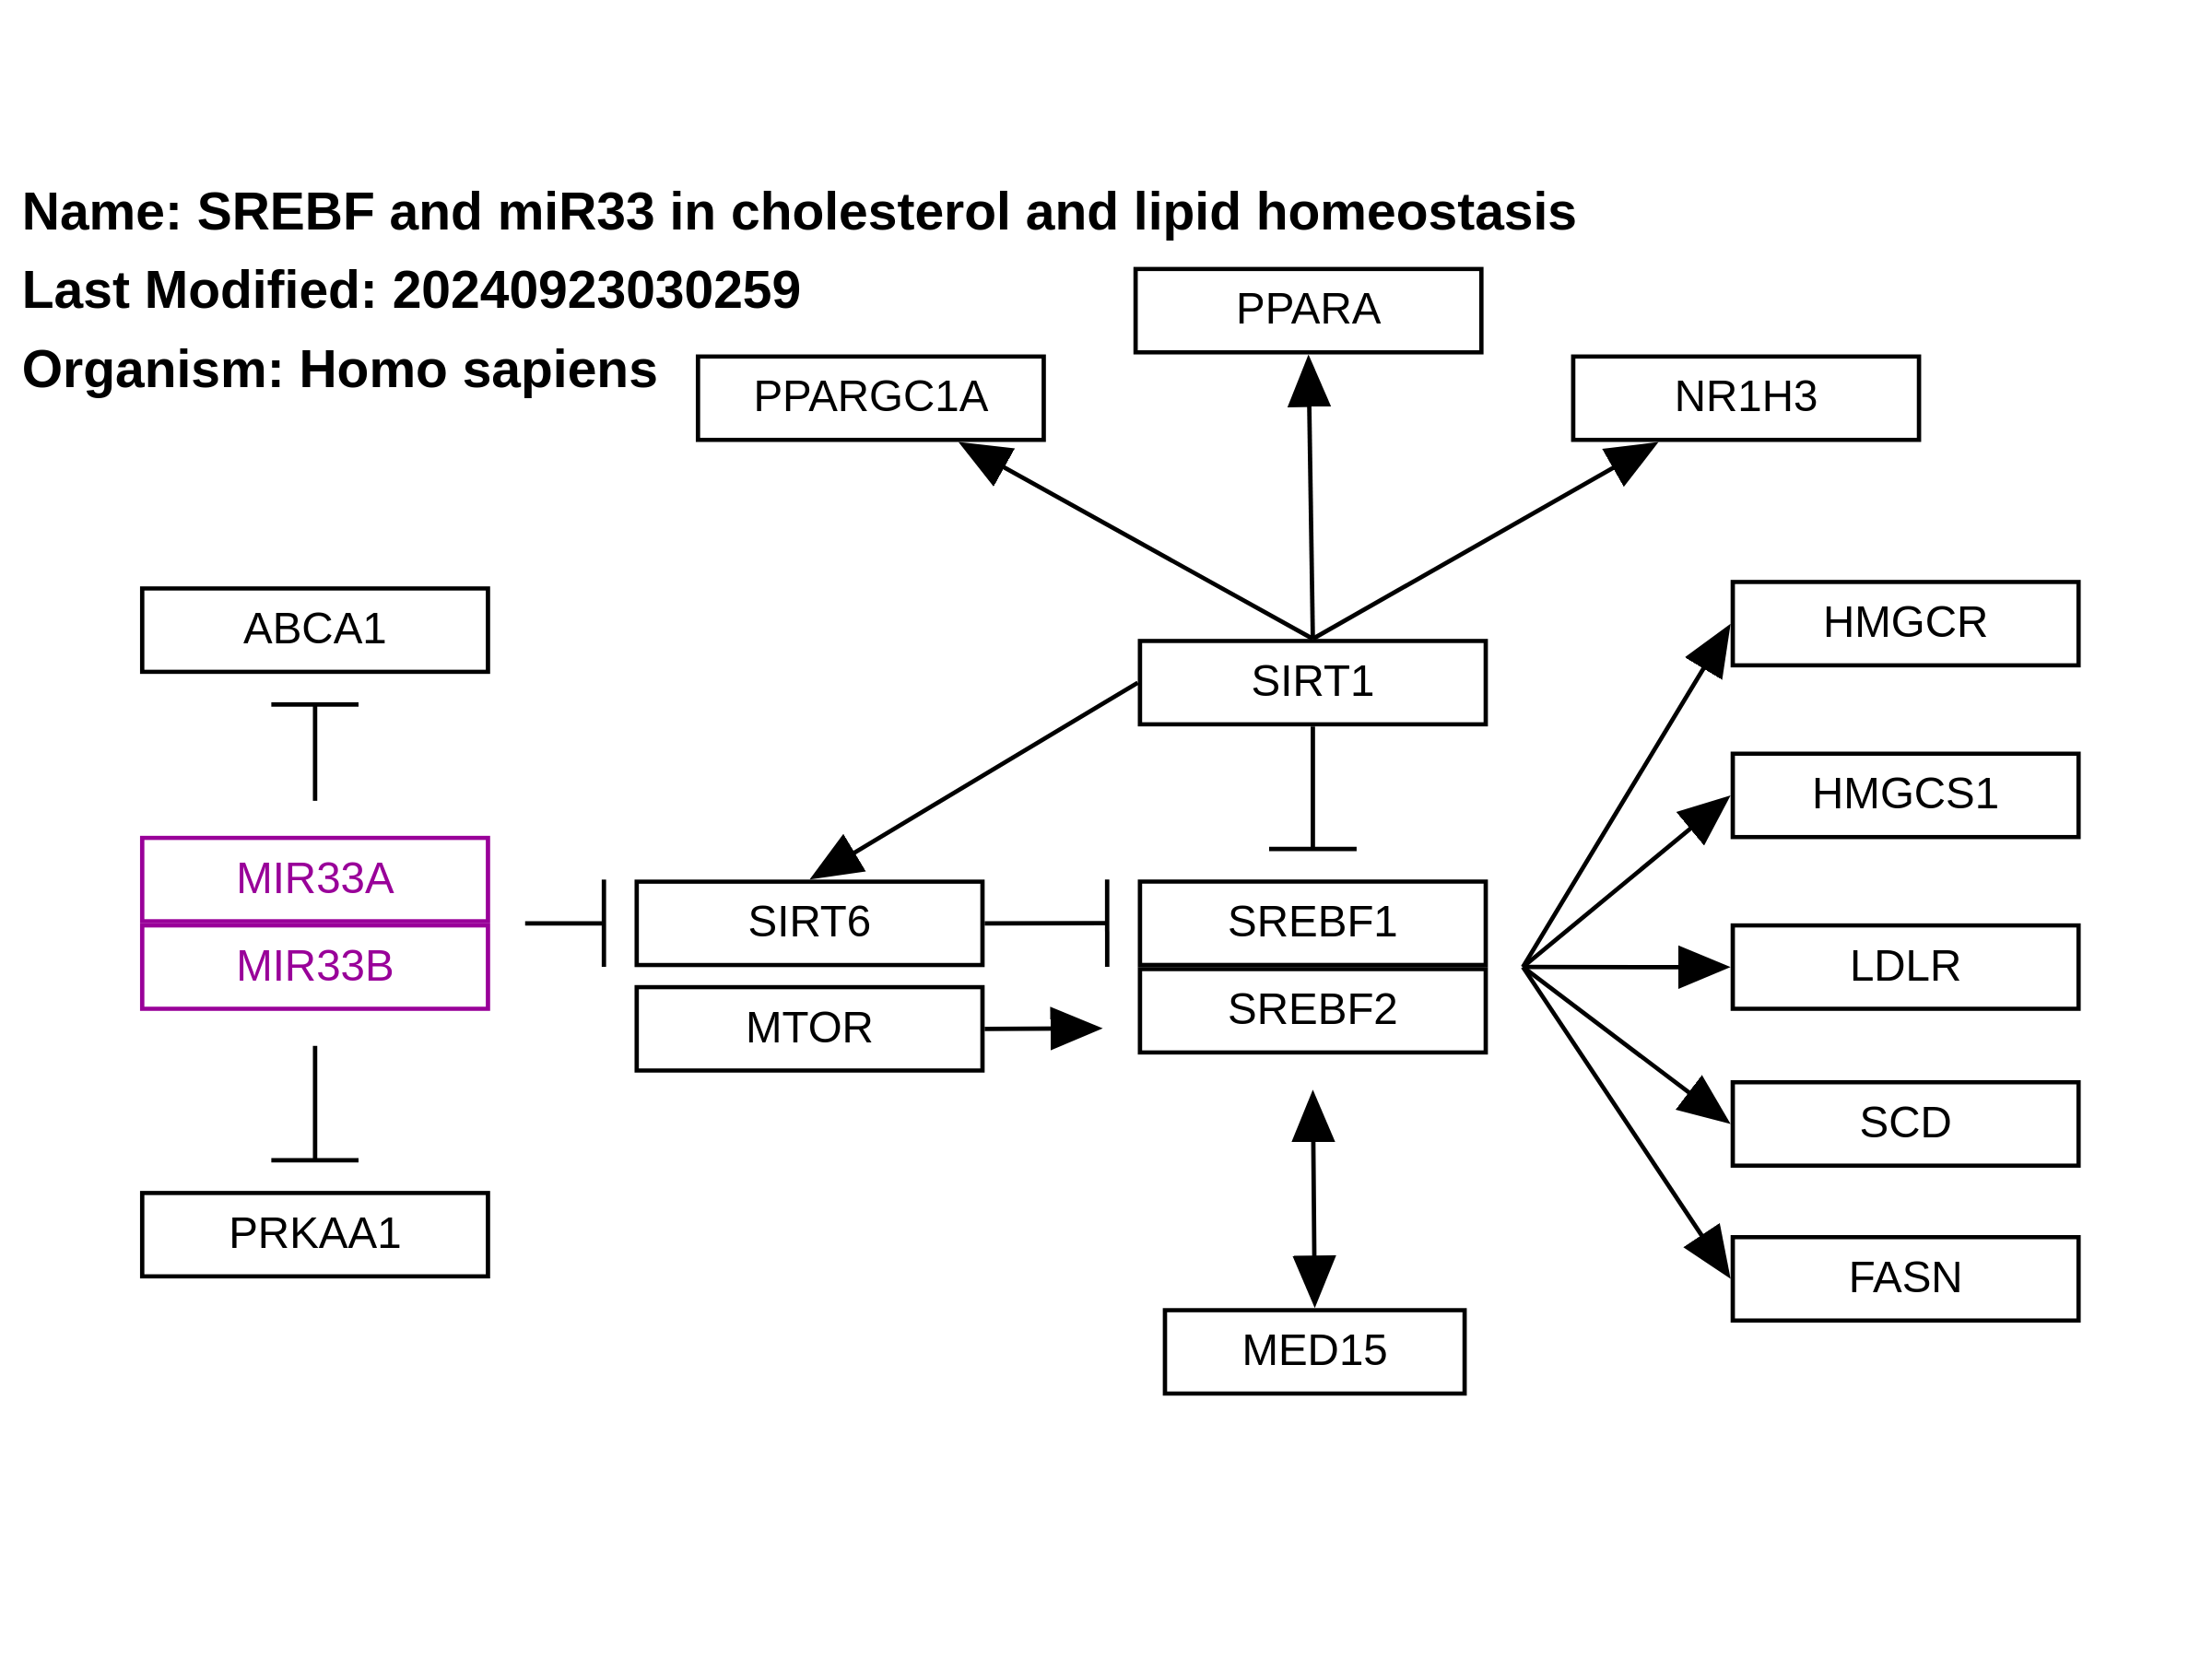 Name: SREBF and miR33 in cholesterol and lipid homeostasis
Last Modified: 20240923030259
Organism: Homo sapiens
PPARA
PPARGC1A
NR1H3
ABCA1
SIRT1
HMGCR
HMGCS1
MIR33A
MIR33B
SIRT6
MTOR
SREBF1
SREBF2
LDLR
SCD
PRKAA1
FASN
MED15